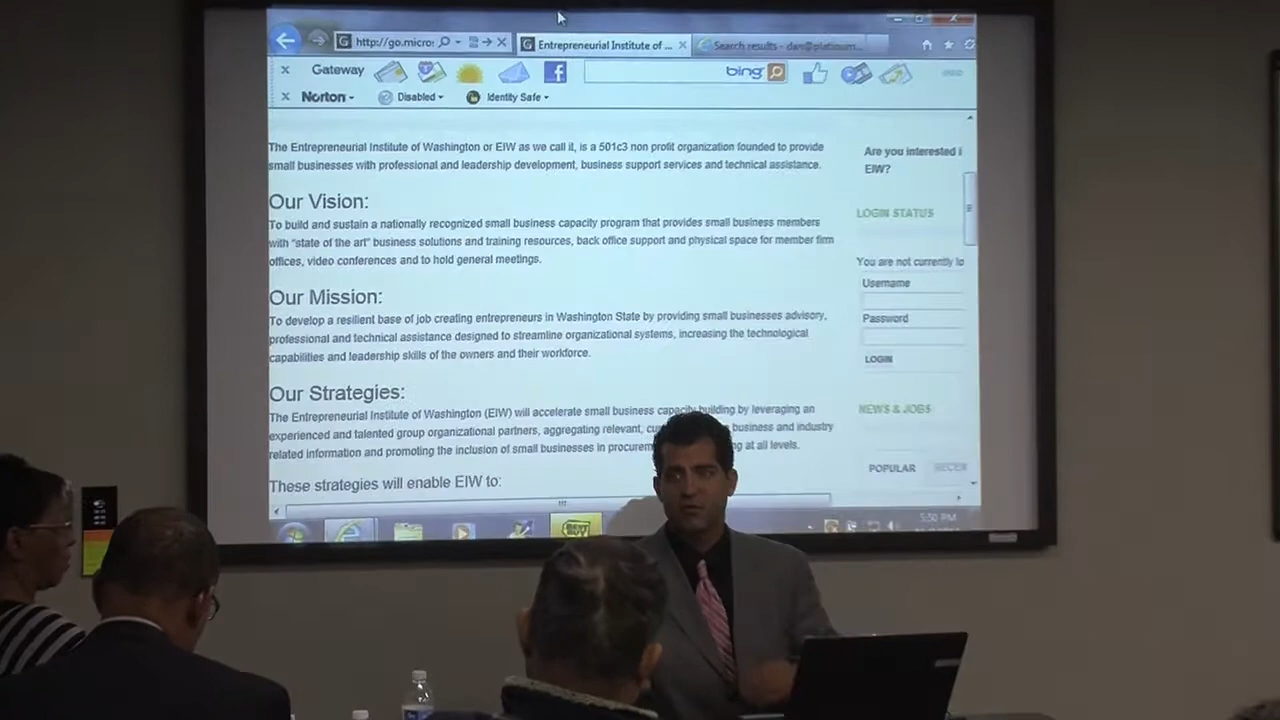 http://go.micro:
Entrepreneurial Institute of ...
Search results - dan@platinum...
x Gateway
bing
x Norton
Disabled
Identity Safe
The Entrepreneurial Institute of Washington or EIW as we call it, is a 501c3 non profit organization founded to provide
small businesses with professional and leadership development, business support services and technical assistance.
Are you interested i
EIW?
Our Vision:
To build and sustain a nationally recognized small business capacity program that provides small business members
with "state of the art" business solutions and training resources, back office support and physical space for member firm
offices, video conferences and to hold general meetings.
LOGIN STATUS
You are not currently lo
Username
Password
LOGIN
Our Mission:
To develop a resilient base of job creating entrepreneurs in Washington State by providing small businesses advisory,
professional and technical assistance designed to streamline organizational systems, increasing the technological
capabilities and leadership skills of the owners and their workforce.
Our Strategies:
The Entrepreneurial Institute of Washington (EIW) will accelerate small business capacity building by leveraging an
experienced and talented group organizational partners, aggregating relevant, cu business and industry
related information and promoting the inclusion of small businesses in procurem g at all levels.
NEWS & JOBS
POPULAR
RECEN
These strategies will enable EIW to:
BEST BUY
5:50 PM